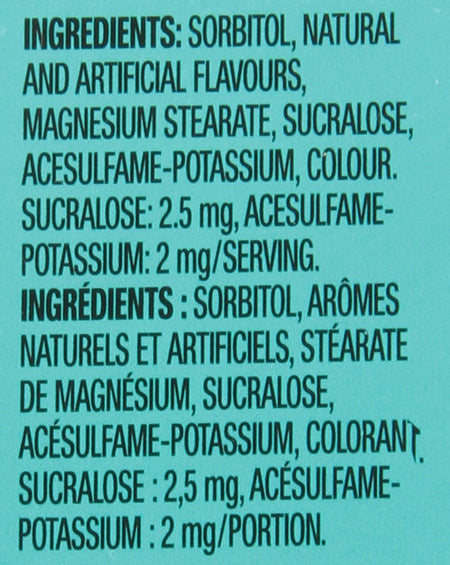 INGREDIENTS: SORBITOL, NATURAL
AND ARTIFICIAL FLAVOURS,
MAGNESIUM STEARATE, SUCRALOSE,
ACESULFAME-POTASSIUM, COLOUR.
SUCRALOSE: 2.5 mg, ACESULFAME-
POTASSIUM: 2 mg/SERVING.
INGRÉDIENTS : SORBITOL, ARÔMES
NATURELS ET ARTIFICIELS, STÉARATE
DE MAGNÉSIUM, SUCRALOSE,
ACÉSULFAME-POTASSIUM, COLORANT.
SUCRALOSE : 2,5 mg, ACÉSULFAME-
POTASSIUM : 2 mg/PORTION.